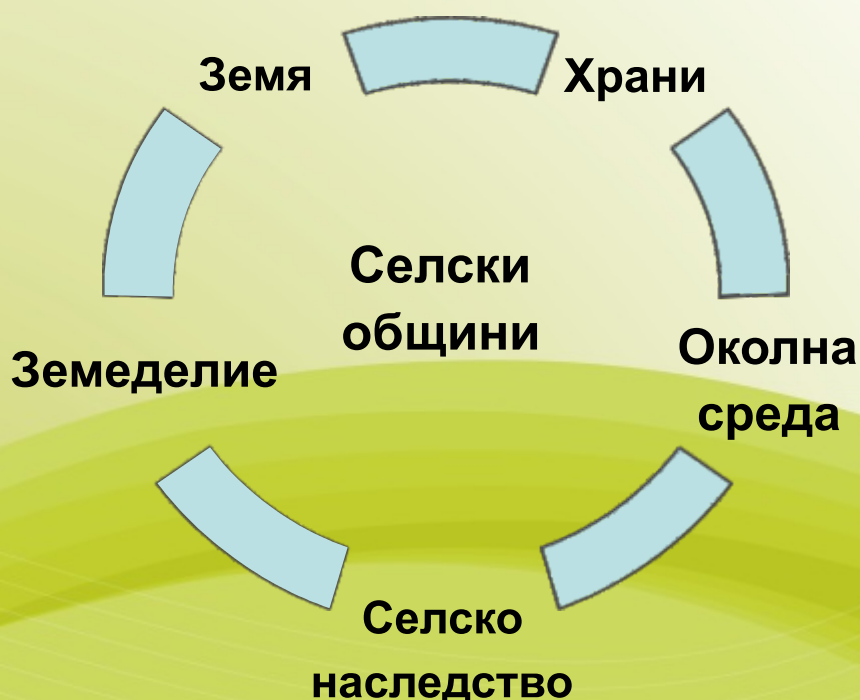 Земя
Храни
Селски
общини
Земеделие
Околна
среда
Селско
наследство